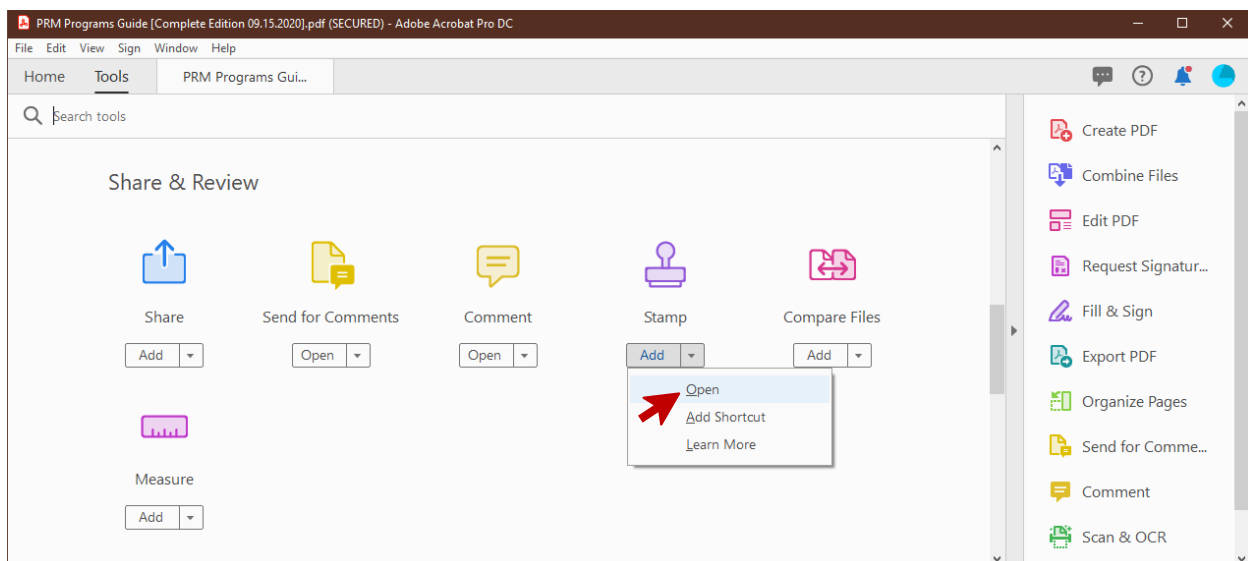 PRM Programs Guide [Complete Edition 09.15.2020].pdf (SECURED) - Adobe Acrobat Pro DC
File Edit View Sign Window Help
Home Tools PRM Programs Gui...
Search tools
Share & Review
Share Send for Comments Comment Stamp Compare Files
Add Open Open Add Add
Open
Add Shortcut
Learn More
Measure
Add
Create PDF
Combine Files
Edit PDF
Request Signatur...
Fill & Sign
Export PDF
Organize Pages
Send for Comme...
Comment
Scan & OCR